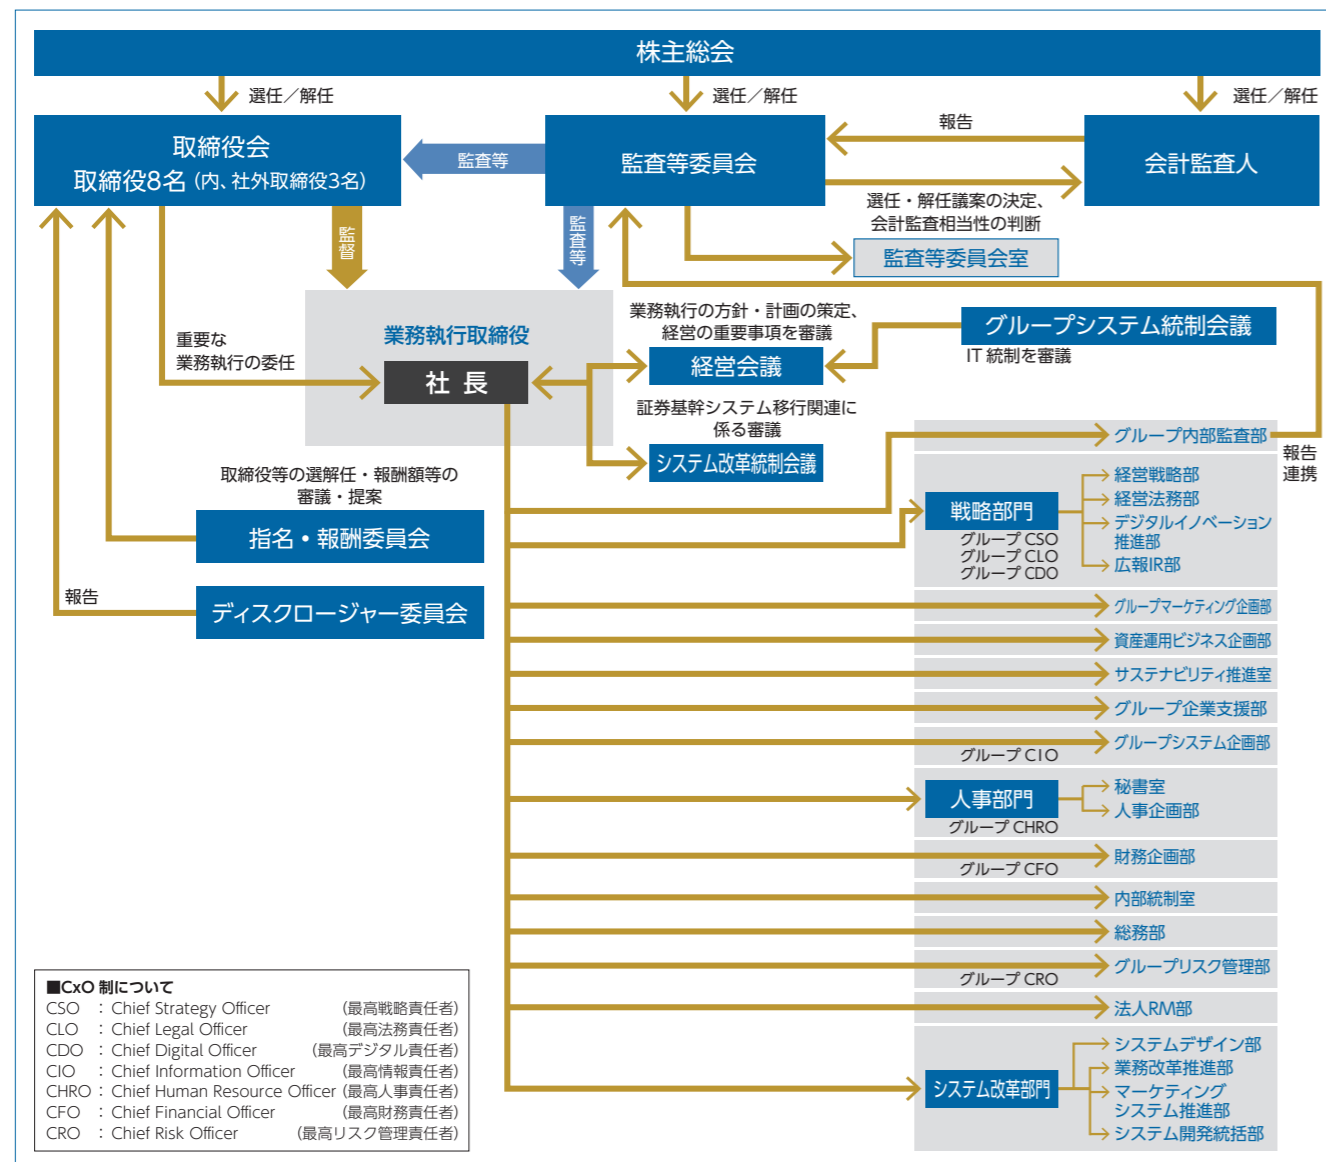 株主総会
選任／解任
選任／解任
選任／解任
取締役会
取締役8名（内、社外取締役3名）
監査等
監査等委員会
報告
会計監査人
選任・解任議案の決定、
会計監査相当性の判断
監査等委員会室
監督
監査等
業務執行取締役
社 長
重要な
業務執行の委任
業務執行の方針・計画の策定、
経営の重要事項を審議
経営会議
グループシステム統制会議
IT 統制を審議
証券基幹システム移行関連に
係る審議
システム改革統制会議
グループ内部監査部
報告
連携
取締役等の選解任・報酬額等の
審議・提案
指名・報酬委員会
報告
ディスクロージャー委員会
戦略部門
グループ CSO
グループ CLO
グループ CDO
経営戦略部
経営法務部
デジタルイノベーション
推進部
広報IR部
グループマーケティング企画部
資産運用ビジネス企画部
サステナビリティ推進室
グループ企業支援部
グループシステム企画部
グループ CIO
人事部門
グループ CHRO
秘書室
人事企画部
財務企画部
グループ CFO
内部統制室
総務部
グループリスク管理部
グループ CRO
法人RM部
システム改革部門
システムデザイン部
業務改革推進部
マーケティング
システム推進部
システム開発統括部
■CxO 制について
CSO ：Chief Strategy Officer （最高戦略責任者）
CLO ：Chief Legal Officer （最高法務責任者）
CDO ：Chief Digital Officer （最高デジタル責任者）
CIO ：Chief Information Officer （最高情報責任者）
CHRO：Chief Human Resource Officer （最高人事責任者）
CFO ：Chief Financial Officer （最高財務責任者）
CRO ：Chief Risk Officer （最高リスク管理責任者）